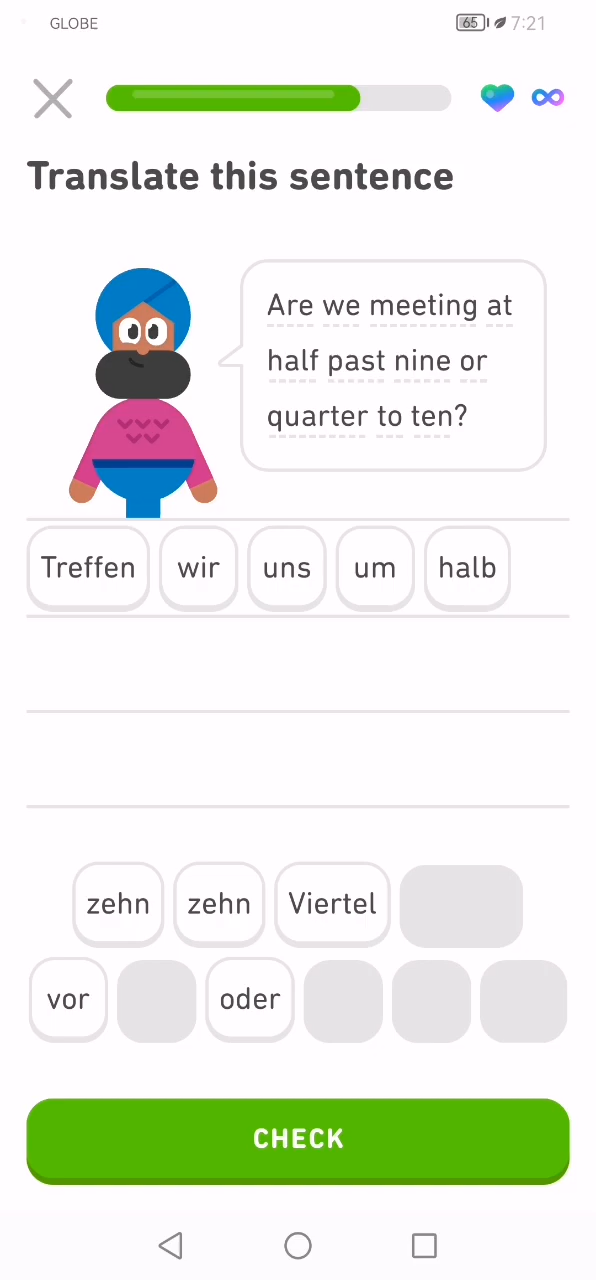 GLOBE 65 7:21
Translate this sentence
Are we meeting at
half past nine or
quarter to ten?
Treffen wir uns um halb
zehn zehn Viertel
vor oder
CHECK